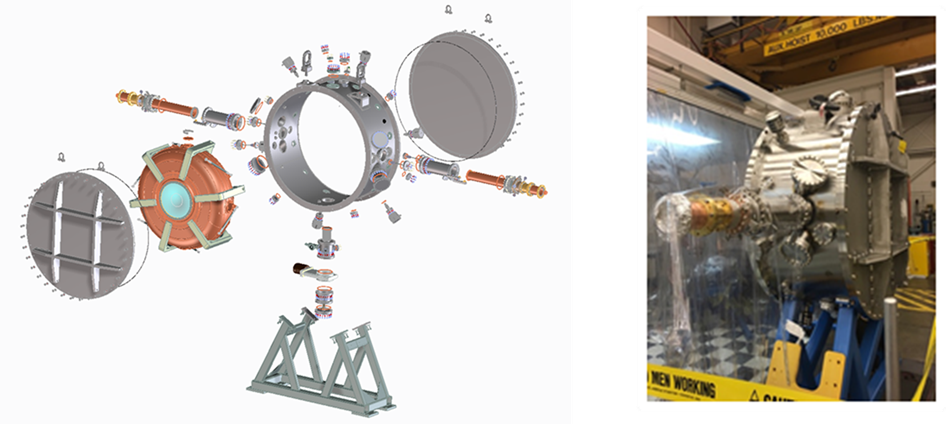 AUX. HOIST 10,000 LBS.
MEN WORKING